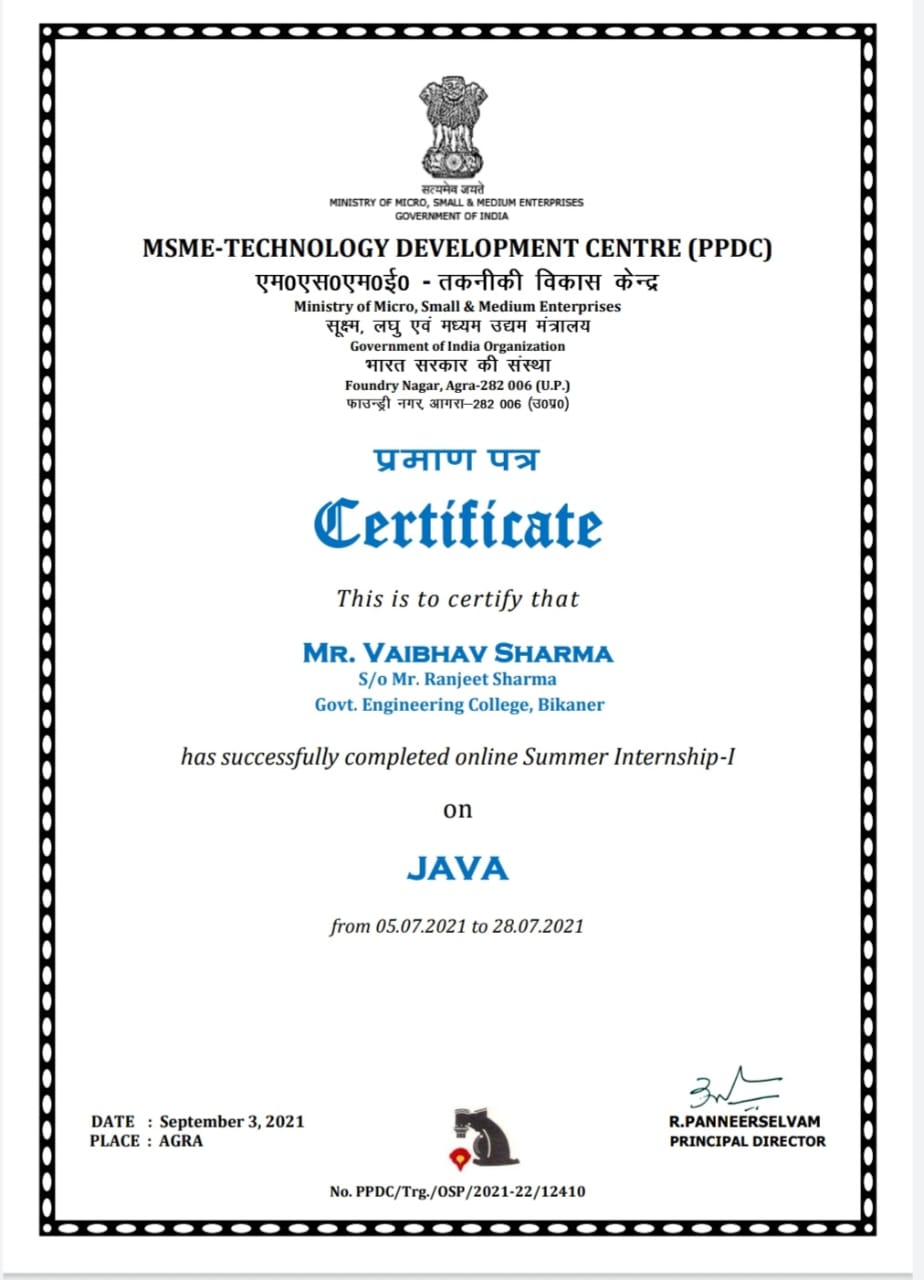 सत्यमेव जयते
MINISTRY OF MICRO, SMALL & MEDIUM ENTERPRISES
GOVERNMENT OF INDIA
MSME-TECHNOLOGY DEVELOPMENT CENTRE (PPDC)
एम0एस0एम0ई0 - तकनीकी विकास केन्द्र
Ministry of Micro, Small & Medium Enterprises
सूक्ष्म, लघु एवं मध्यम उद्यम मंत्रालय
Government of India Organization
भारत सरकार की संस्था
Foundry Nagar, Agra-282 006 (U.P.)
फाउन्ड्री नगर, आगरा–282 006 (उ0प्र0)
प्रमाण पत्र
Certificate
This is to certify that
MR. VAIBHAV SHARMA
S/o Mr. Ranjeet Sharma
Govt. Engineering College, Bikaner
has successfully completed online Summer Internship-I
on
JAVA
from 05.07.2021 to 28.07.2021
DATE : September 3, 2021
PLACE : AGRA
R.PANNEERSELVAM
PRINCIPAL DIRECTOR
No. PPDC/Trg./OSP/2021-22/12410